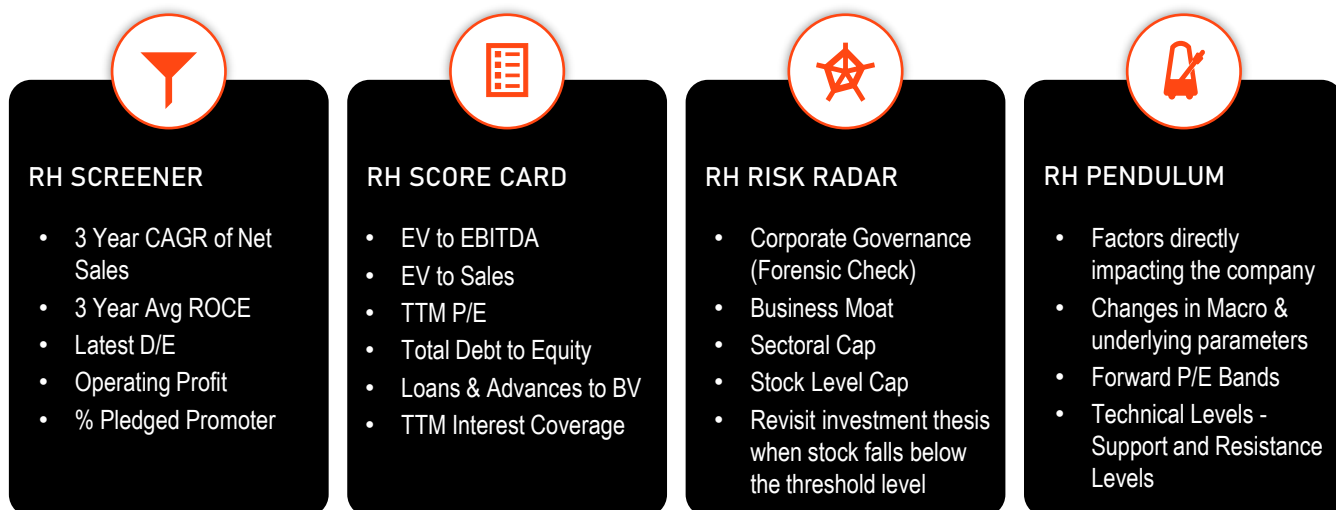 RH SCREENER
• 3 Year CAGR of Net
Sales
• 3 Year Avg ROCE
• Latest D/E
• Operating Profit
• % Pledged Promoter
RH SCORE CARD
• EV to EBITDA
• EV to Sales
• TTM P/E
• Total Debt to Equity
• Loans & Advances to BV
• TTM Interest Coverage
RH RISK RADAR
• Corporate Governance
(Forensic Check)
• Business Moat
• Sectoral Cap
• Stock Level Cap
• Revisit investment thesis
when stock falls below
the threshold level
RH PENDULUM
• Factors directly
impacting the company
• Changes in Macro &
underlying parameters
• Forward P/E Bands
• Technical Levels -
Support and Resistance
Levels